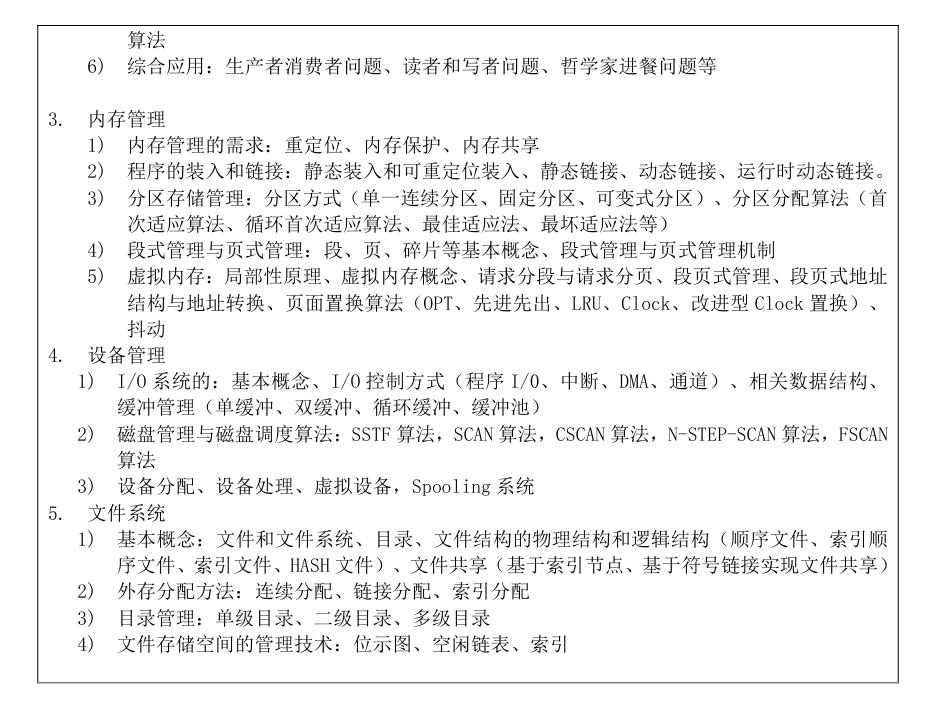 算法
6) 综合应用：生产者消费者问题、读者和写者问题、哲学家进餐问题等
3. 内存管理
1) 内存管理的需求：重定位、内存保护、内存共享
2) 程序的装入和链接：静态装入和可重定位装入、静态链接、动态链接、运行时动态链接。
3) 分区存储管理：分区方式（单一连续分区、固定分区、可变式分区）、分区分配算法（首
次适应算法、循环首次适应算法、最佳适应法、最坏适应法等）
4) 段式管理与页式管理：段、页、碎片等基本概念、段式管理与页式管理机制
5) 虚拟内存：局部性原理、虚拟内存概念、请求分段与请求分页、段页式管理、段页式地址
结构与地址转换、页面置换算法（OPT、先进先出、LRU、Clock、改进型 Clock 置换）、
抖动
4. 设备管理
1) I/O 系统的：基本概念、I/O 控制方式（程序 I/O、中断、DMA、通道）、相关数据结构、
缓冲管理（单缓冲、双缓冲、循环缓冲、缓冲池）
2) 磁盘管理与磁盘调度算法：SSTF 算法，SCAN 算法，CSCAN 算法，N-STEP-SCAN 算法，FSCAN
算法
3) 设备分配、设备处理、虚拟设备，Spooling 系统
5. 文件系统
1) 基本概念：文件和文件系统、目录、文件结构的物理结构和逻辑结构（顺序文件、索引顺
序文件、索引文件、HASH 文件）、文件共享（基于索引节点、基于符号链接实现文件共享）
2) 外存分配方法：连续分配、链接分配、索引分配
3) 目录管理：单级目录、二级目录、多级目录
4) 文件存储空间的管理技术：位示图、空闲链表、索引